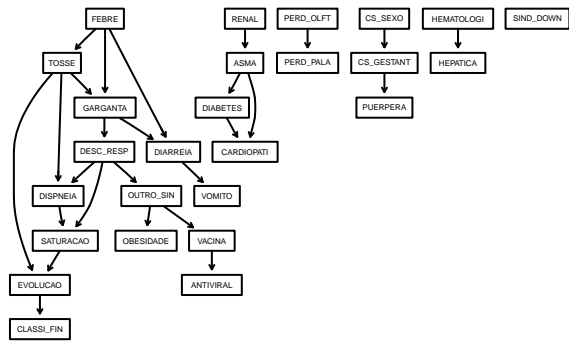 FEBRE
RENAL
PERD_OLFT
CS_SEXO
HEMATOLOGI
SIND_DOWN
TOSSE
ASMA
PERD_PALA
CS_GESTANT
HEPATICA
GARGANTA
DIABETES
PUERPERA
DESC_RESP
DIARREIA
CARDIOPATI
DISPNEIA
OUTRO_SIN
VOMITO
SATURACAO
OBESIDADE
VACINA
EVOLUCAO
ANTIVIRAL
CLASSI_FIN